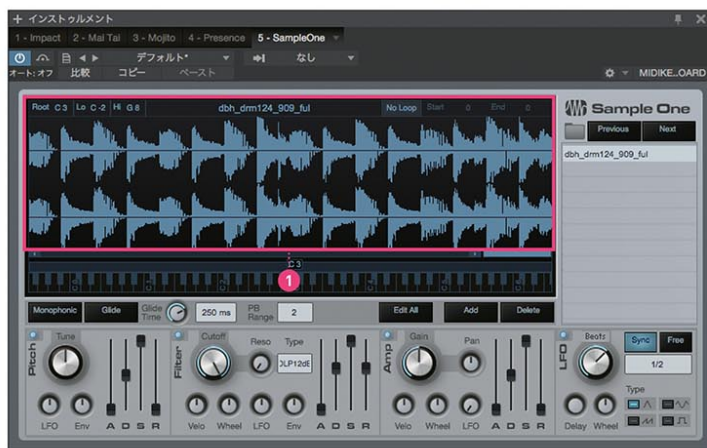 インストゥルメント
1 - Impact 2 - Mai Tai 3 - Mojito 4 - Presence 5 - SampleOne
デフォルト* なし
オート:オフ 比較 コピー ペースト MIDIKE..OARD
Root C 3 Lo C -2 Hi G 8 dbh_drm124_909_ful No Loop Start 0 End 0
Sample One
Previous Next
dbh_drm124_909_ful
C 3
1
Monophonic Glide Glide Time 250 ms PB Range 2 Edit All Add Delete
Pitch Tune LFO Env A D S R
Filter Cutoff Reso Type Velo Wheel LFO Env A D S R
Amp Gain Pan Velo Wheel LFO A D S R
LFO Beats Sync Free
1/2
Type
Delay Wheel